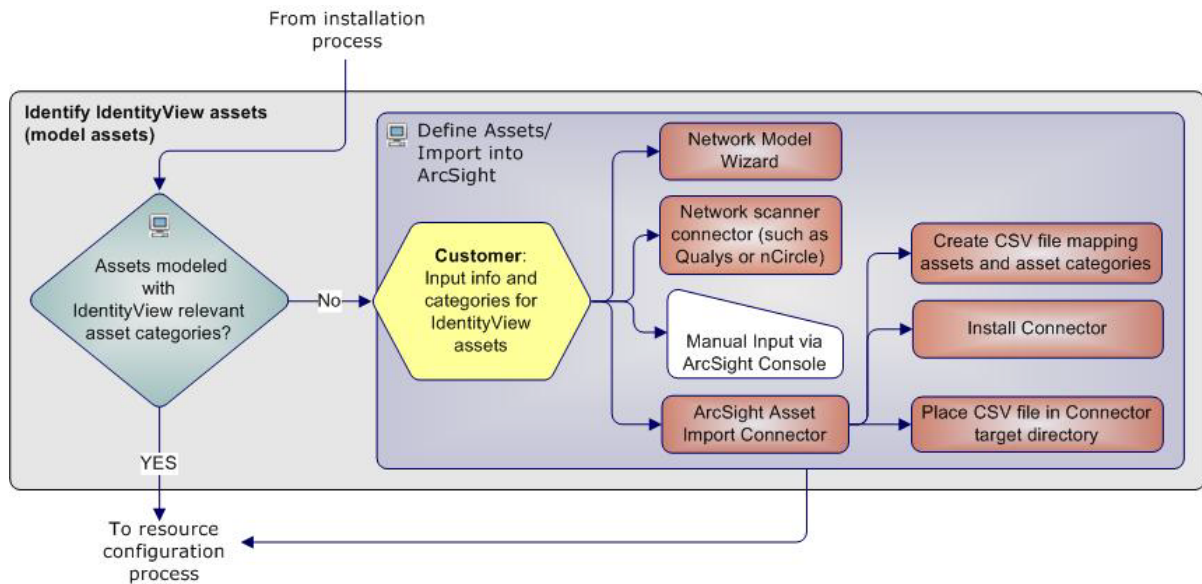 From installation
process
Identify IdentityView assets
(model assets)
Define Assets/
Import into
ArcSight
Assets modeled
with
IdentityView relevant
asset categories?
No
Customer:
Input info and
categories for
IdentityView
assets
Network Model
Wizard
Network scanner
connector (such as
Qualys or nCircle)
Manual Input via
ArcSight Console
ArcSight Asset
Import Connector
Create CSV file mapping
assets and asset categories
Install Connector
Place CSV file in Connector
target directory
YES
To resource
configuration
process